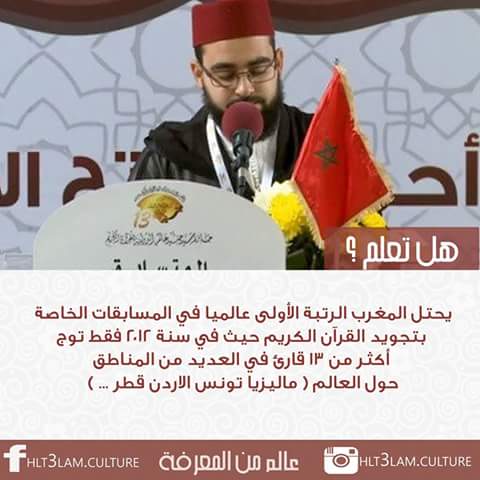 13
هل تعلم ؟
يحتل المغرب الرتبة الأولى عالميا في المسابقات الخاصة
بتجويد القرآن الكريم حيث في سنة ٢٠١٢ فقط توج
أكثر من ١٣ قارئ في العديد من المناطق
حول العالم ( ماليزيا تونس الاردن قطر ... )
HLT3LAM.CULTURE
عالم من المعرفة
HLT3LAM.CULTURE